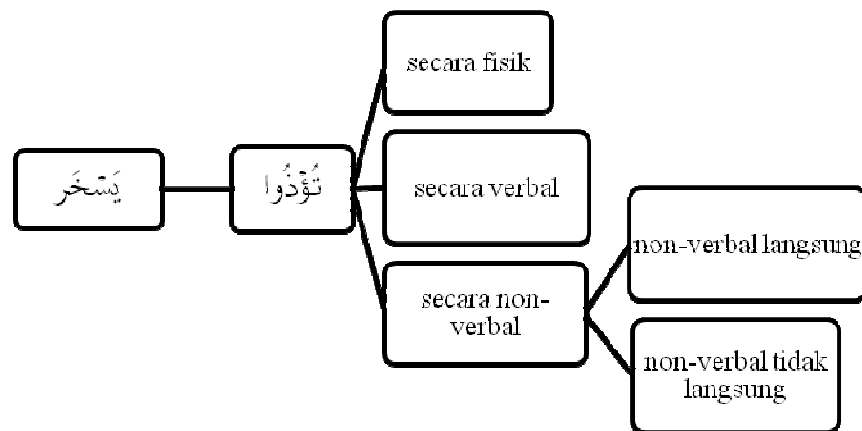 يَسْخَر
تُؤْذُوا
secara fisik
secara verbal
secara non-
verbal
non-verbal langsung
non-verbal tidak
langsung